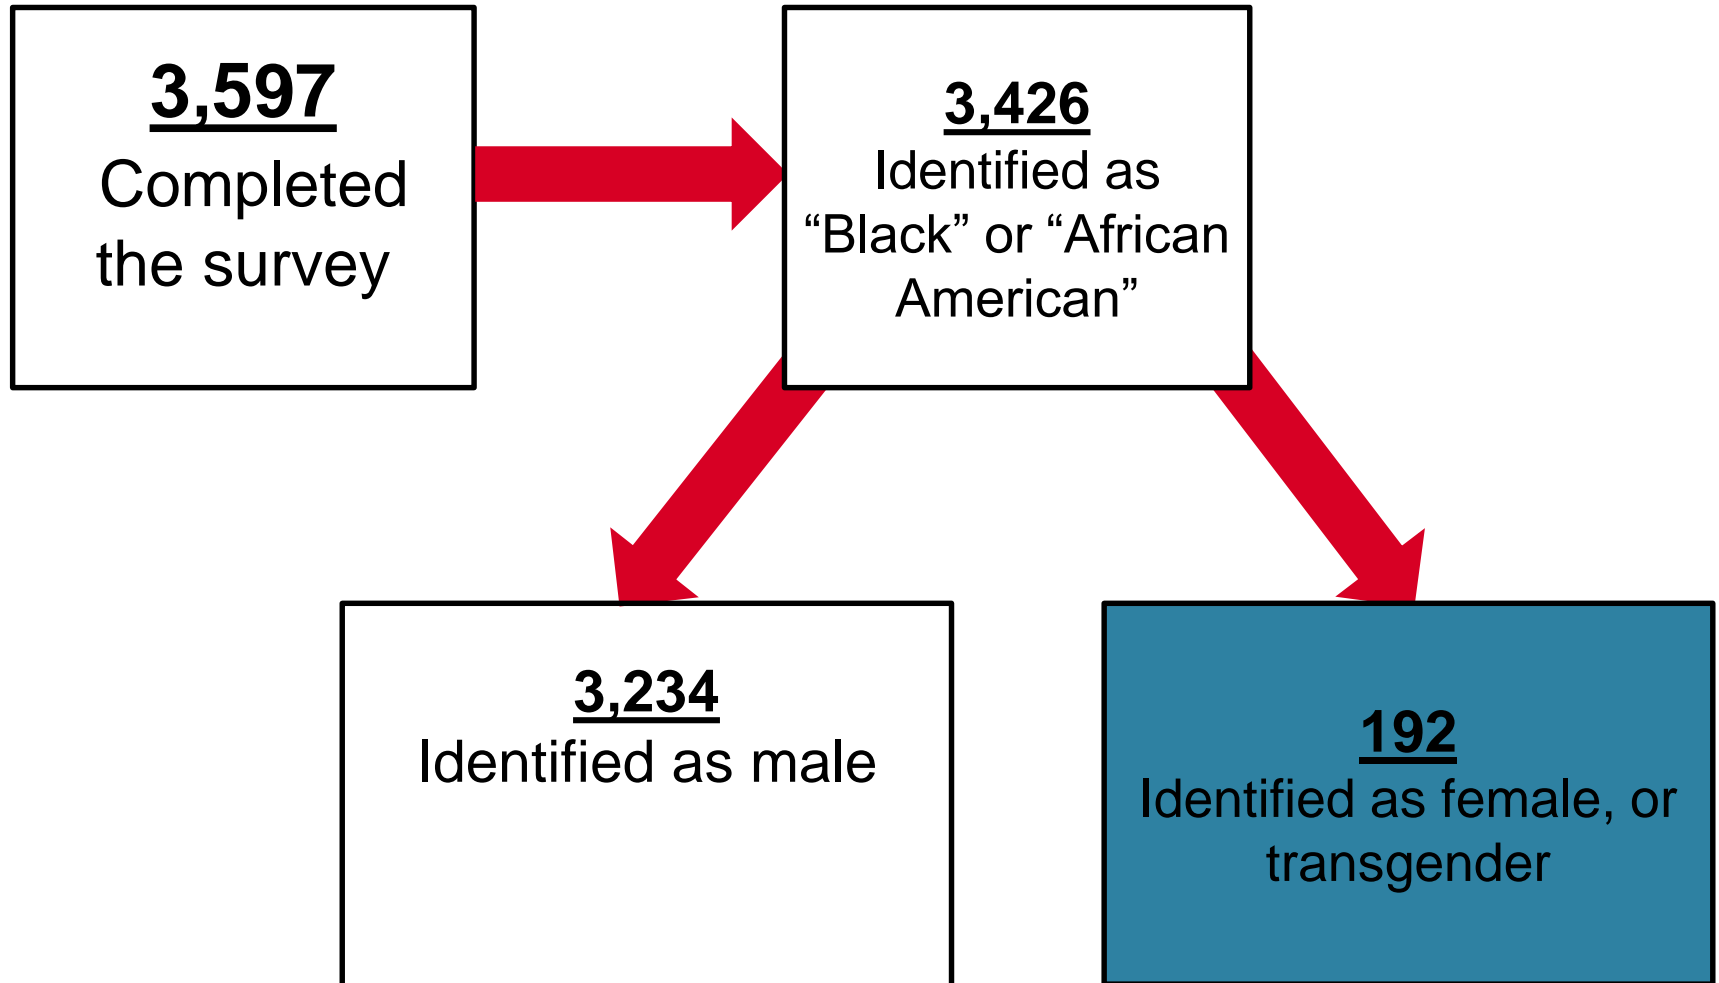 3,597
Completed
the survey
3,426
Identified as
“Black” or “African
American”
3,234
Identified as male
192
Identified as female, or
transgender